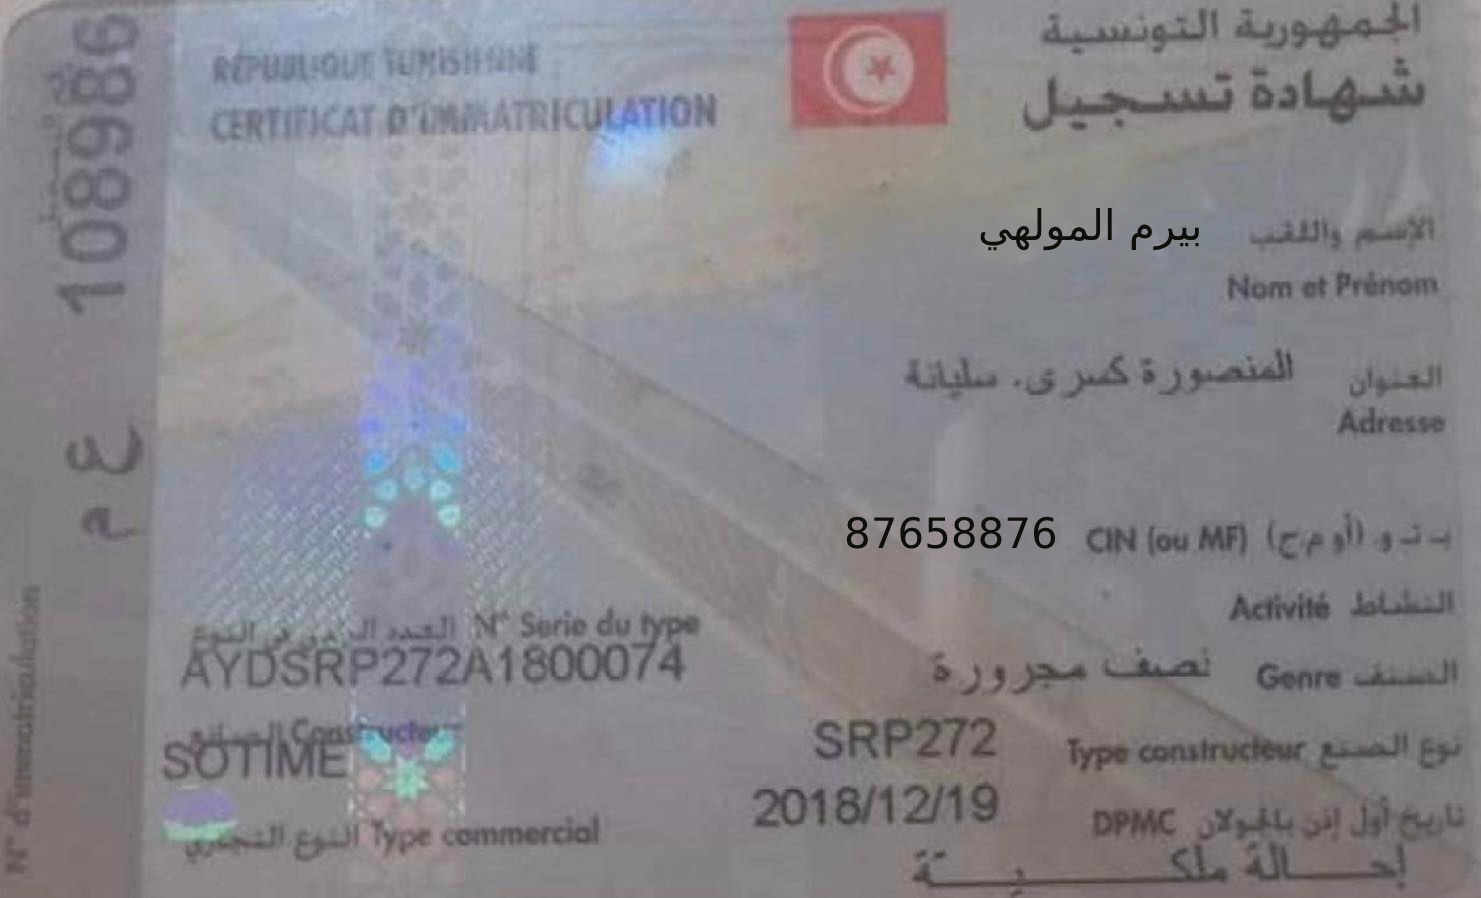 الجمهورية التونسية
شهادة تسجيل
RÉPUBLIQUE TUNISIENNE
CERTIFICAT D'IMMATRICULATION
الإسم واللقب بيرم المولهي
Nom et Prénom
العنوان المنصورة كسرى. سليانة
Adresse
ب ت و (أو م ح) CIN (ou MF) 87658876
النشاط Activité
الصنف Genre نصف مجرورة
نوع الصنع Type constructeur SRP272
تاريخ أول إذن بالجولان DPMC 2018/12/19
إحالة ملكية
العدد الرتبي في النوع N° Serie du type
AYDSRP272A1800074
الصانع Constructeur
SOTIME
النوع التجاري Type commercial
108986 ع م
N° d'immatriculation